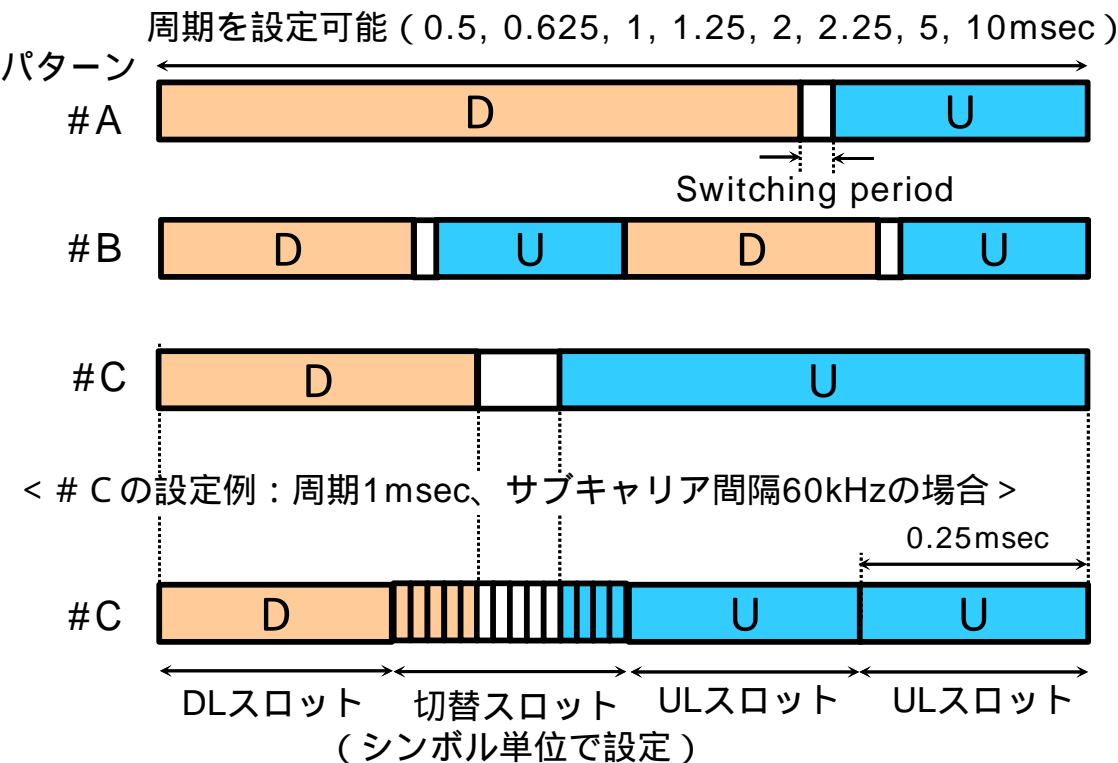 周期を設定可能（0.5, 0.625, 1, 1.25, 2, 2.25, 5, 10msec）
パターン
#A D U
Switching period
#B D U D U
#C D U
＜＃Ｃの設定例：周期1msec、サブキャリア間隔60kHzの場合＞
0.25msec
#C D U U
DLスロット 切替スロット ULスロット ULスロット
（シンボル単位で設定）